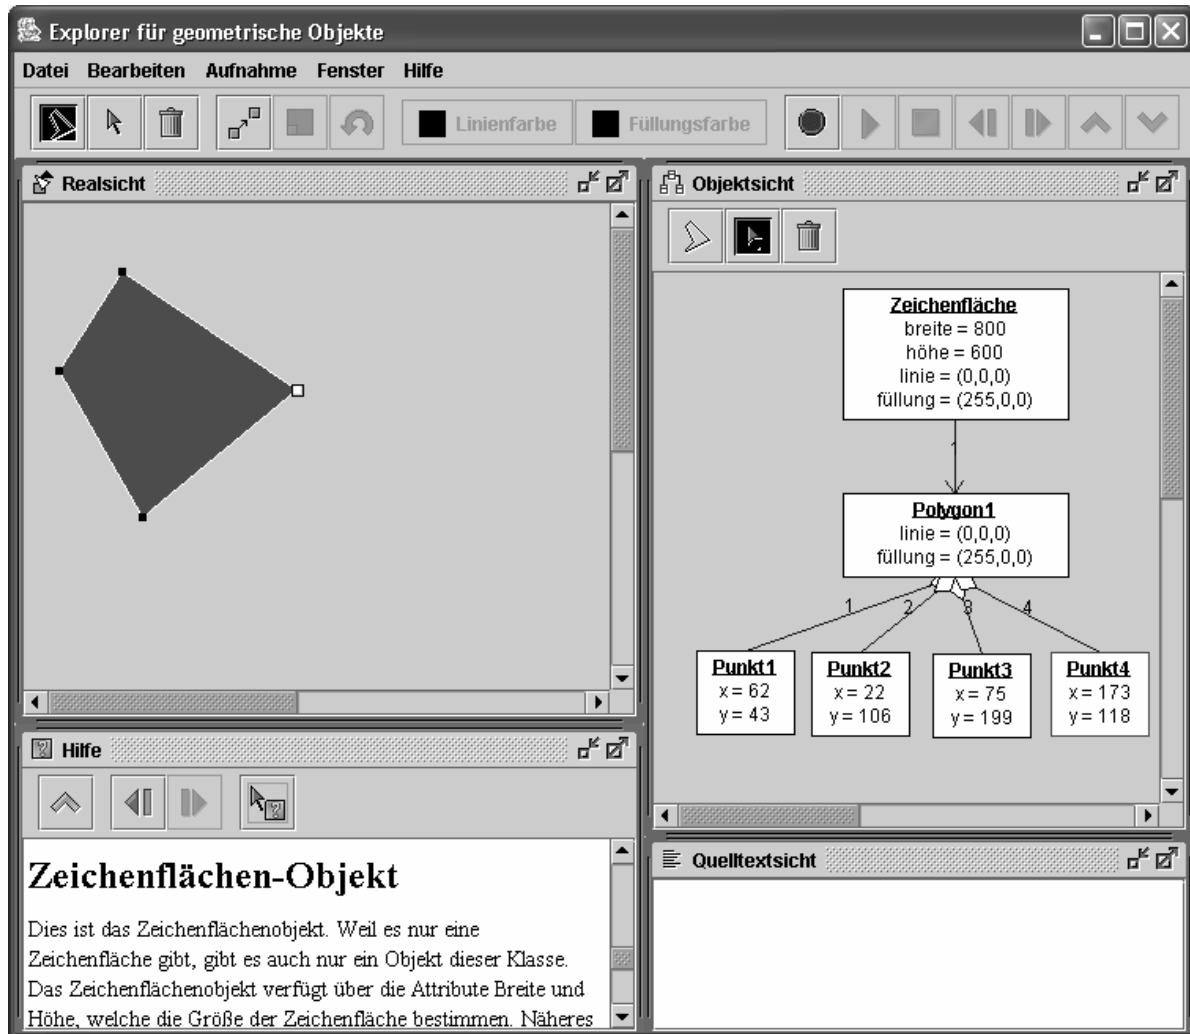 Explorer für geometrische Objekte
Datei Bearbeiten Aufnahme Fenster Hilfe
Linienfarbe Füllungsfarbe
Realsicht
Objektsicht
Zeichenfläche
breite = 800
höhe = 600
linie = (0,0,0)
füllung = (255,0,0)
1
Polygon1
linie = (0,0,0)
füllung = (255,0,0)
1 2 3 4
Punkt1
x = 62
y = 43
Punkt2
x = 22
y = 106
Punkt3
x = 75
y = 199
Punkt4
x = 173
y = 118
Hilfe
Zeichenflächen-Objekt
Dies ist das Zeichenflächenobjekt. Weil es nur eine
Zeichenfläche gibt, gibt es auch nur ein Objekt dieser Klasse.
Das Zeichenflächenobjekt verfügt über die Attribute Breite und
Höhe, welche die Größe der Zeichenfläche bestimmen. Näheres
Quelltextsicht